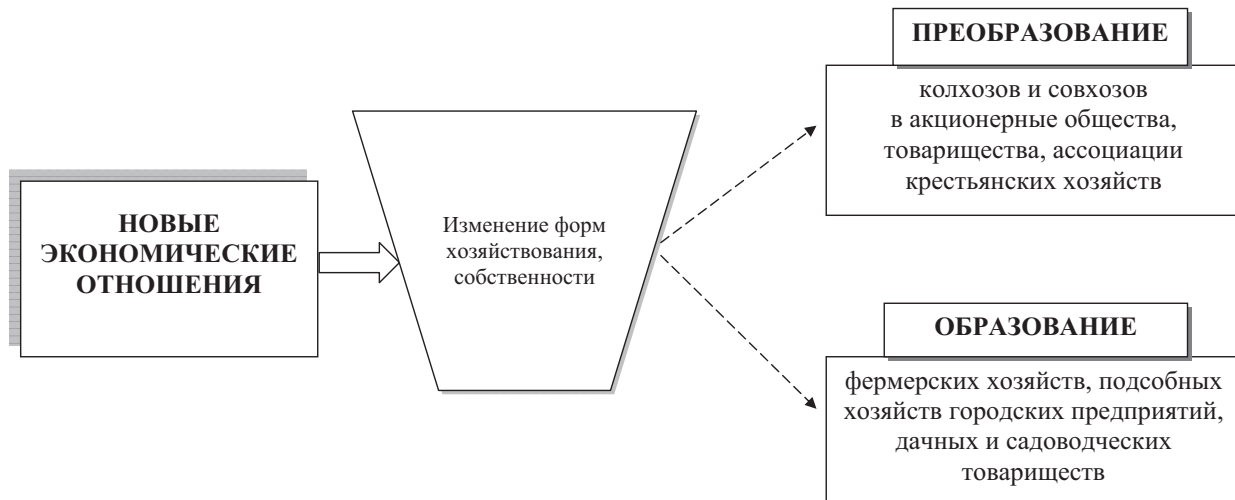 НОВЫЕ
ЭКОНОМИЧЕСКИЕ
ОТНОШЕНИЯ
Изменение форм
хозяйствования,
собственности
ПРЕОБРАЗОВАНИЕ
колхозов и совхозов
в акционерные общества,
товарищества, ассоциации
крестьянских хозяйств
ОБРАЗОВАНИЕ
фермерских хозяйств, подсобных
хозяйств городских предприятий,
дачных и садоводческих
товариществ